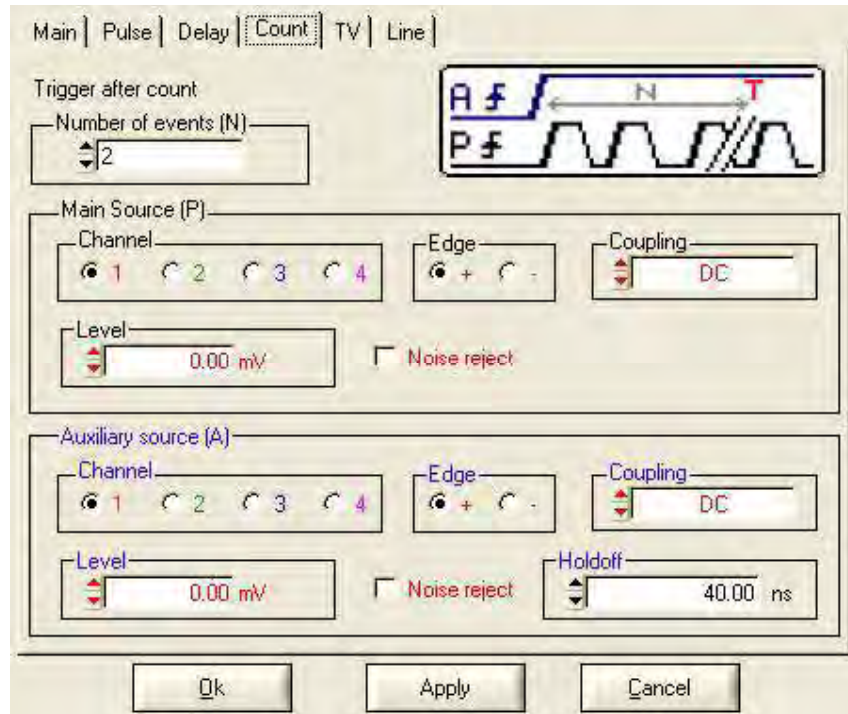 Main Pulse Delay Count TV Line
Trigger after count
Number of events (N)
2
A N T
P
Main Source (P)
Channel Edge Coupling
1 2 3 4 + - DC
Level
0.00 mV Noise reject
Auxiliary source (A)
Channel Edge Coupling
1 2 3 4 + - DC
Level Holdoff
0.00 mV Noise reject 40.00 ns
Ok Apply Cancel